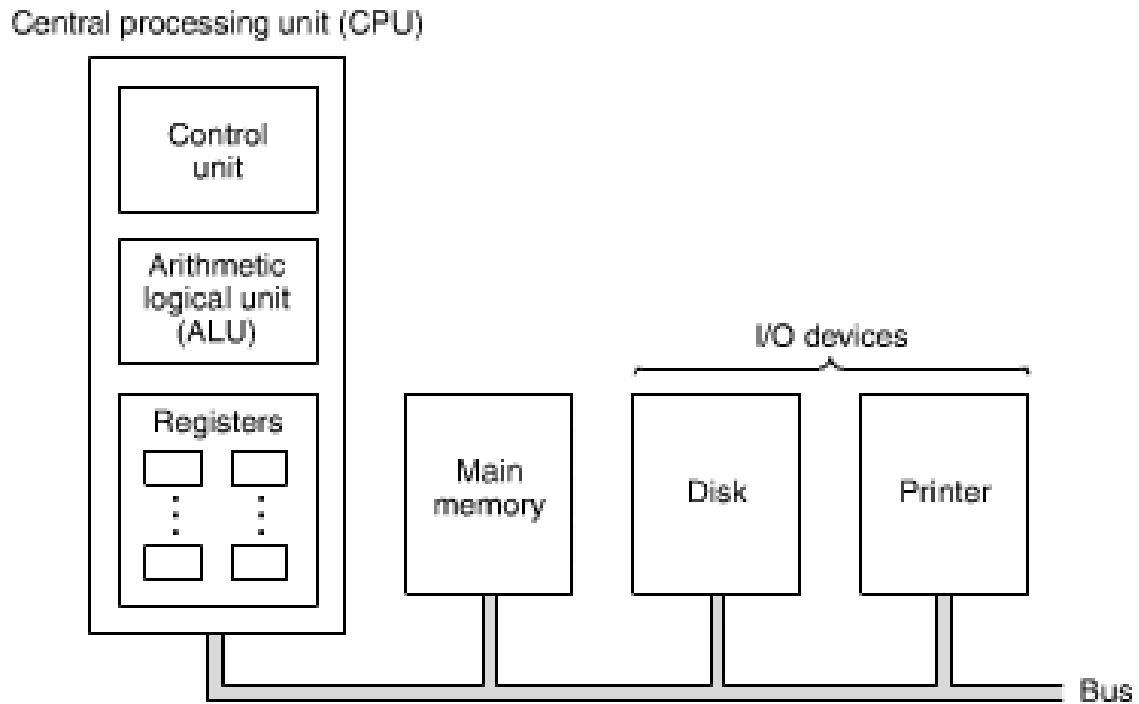 Central processing unit (CPU)
Control
unit
Arithmetic
logical unit
(ALU)
Registers
Main
memory
I/O devices
Disk
Printer
Bus